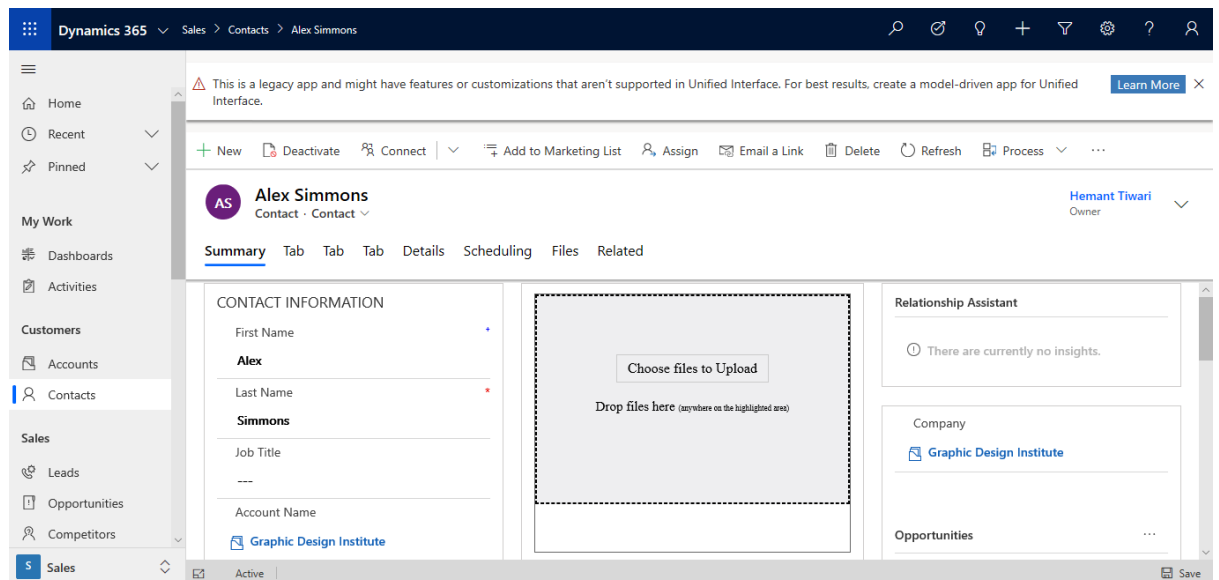 Dynamics 365 Sales > Contacts > Alex Simmons
This is a legacy app and might have features or customizations that aren't supported in Unified Interface. For best results, create a model-driven app for Unified
Interface.
Learn More
Home
Recent
Pinned
My Work
Dashboards
Activities
Customers
Accounts
Contacts
Sales
Leads
Opportunities
Competitors
S Sales
New Deactivate Connect Add to Marketing List Assign Email a Link Delete Refresh Process ...
AS
Alex Simmons
Contact · Contact
Hemant Tiwari
Owner
Summary Tab Tab Tab Details Scheduling Files Related
CONTACT INFORMATION
First Name +
Alex
Last Name *
Simmons
Job Title
---
Account Name
Graphic Design Institute
Choose files to Upload
Drop files here (anywhere on the highlighted area)
Relationship Assistant
There are currently no insights.
Company
Graphic Design Institute
Opportunities ...
Active
Save